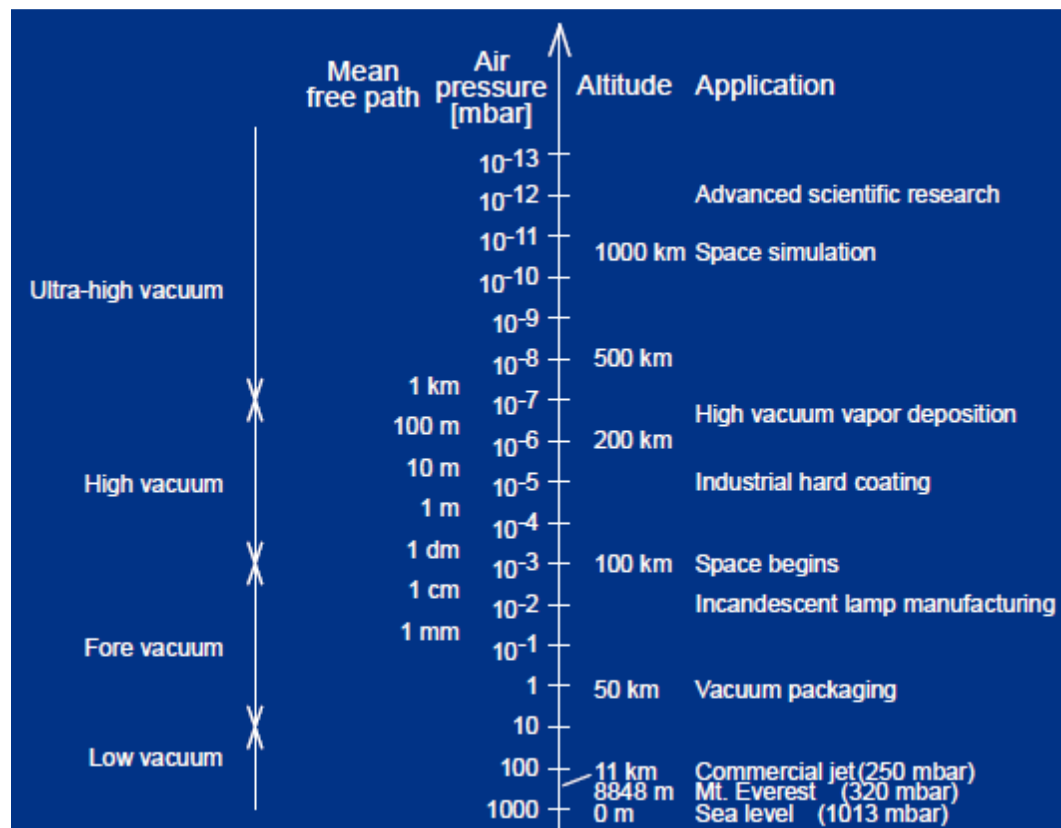 Mean
free path
Air
pressure
[mbar]
Altitude
Application
10-13
10-12
Advanced scientific research
10-11
1000 km Space simulation
10-10
Ultra-high vacuum
10-9
10-8
500 km
1 km
10-7
High vacuum vapor deposition
100 m
10-6
200 km
10 m
High vacuum
10-5
Industrial hard coating
1 m
10-4
1 dm
10-3
100 km
Space begins
1 cm
10-2
Incandescent lamp manufacturing
1 mm
Fore vacuum
10-1
1
50 km
Vacuum packaging
10
Low vacuum
100
11 km
Commercial jet (250 mbar)
8848 m
Mt. Everest (320 mbar)
1000
0 m
Sea level (1013 mbar)